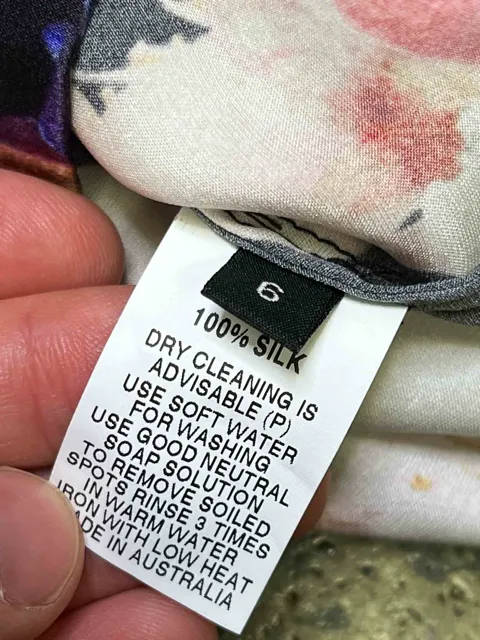 6
100% SILK
DRY CLEANING IS
ADVISABLE (P)
USE SOFT WATER
FOR WASHING
USE GOOD NEUTRAL
SOAP SOLUTION
TO REMOVE SOILED
SPOTS RINSE 3 TIMES
IN WARM WATER
IRON WITH LOW HEAT
ADE IN AUSTRALIA